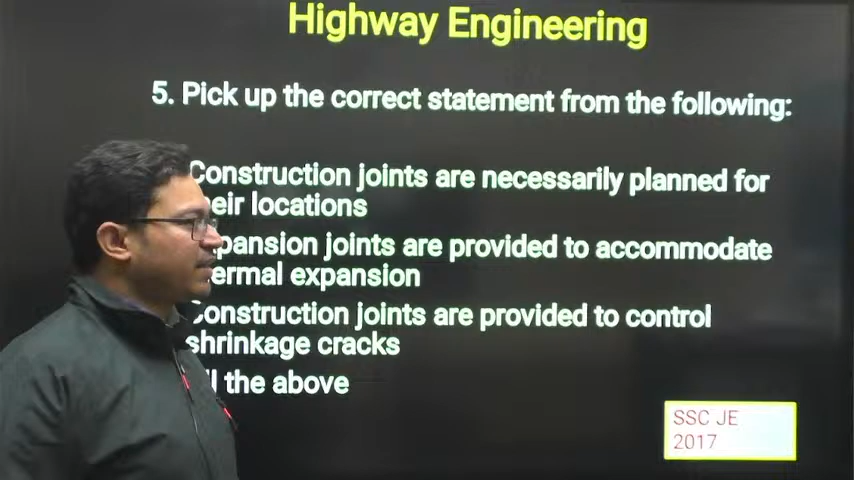 Highway Engineering
5. Pick up the correct statement from the following:
Construction joints are necessarily planned for
locations
joints are provided to accommodate
expansion
Construction joints are provided to control
shrinkage cracks
the above
SSC JE
2017